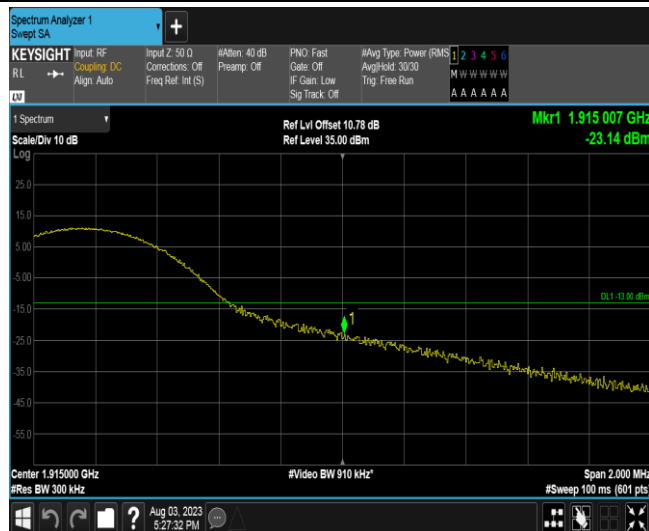 Spectrum Analyzer 1
Swept SA
KEYSIGHT
Input: RF
Coupling: DC
Align: Auto
Input Z: 50 Ω
Corrections: Off
Freq Ref: Int (S)
#Atten: 40 dB
Preamp: Off
PNO: Fast
Gate: Off
IF Gain: Low
Sig Track: Off
#Avg Type: Power (RMS
Avg|Hold: 30/30
Trig: Free Run
1 2 3 4 5 6
M W W W W W
A A A A A A
R L
LXI
1 Spectrum
Scale/Div 10 dB
Ref Lvl Offset 10.78 dB
Ref Level 35.00 dBm
Mkr1 1.915 007 GHz
-23.14 dBm
Log
25.0
15.0
5.00
-5.00
DL1 -13.00 dBm
-15.0
1
-25.0
-35.0
-45.0
-55.0
Center 1.915000 GHz
#Video BW 910 kHz*
Span 2.000 MHz
#Res BW 300 kHz
#Sweep 100 ms (601 pts)
?
Aug 03, 2023
5:27:32 PM